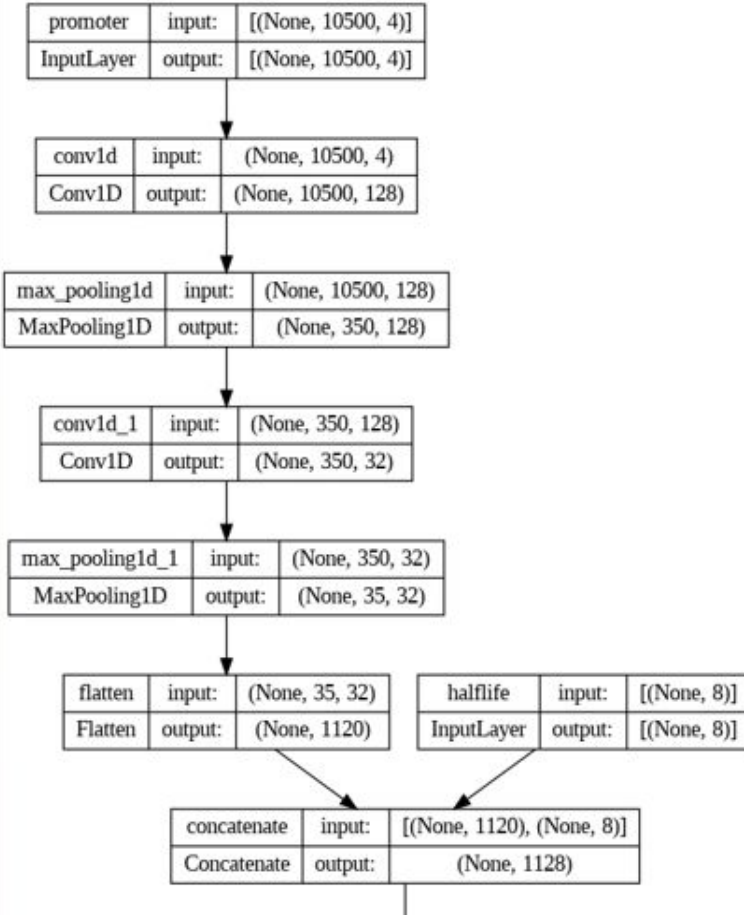 promoter input: [(None, 10500, 4)]
InputLayer output: [(None, 10500, 4)]
conv1d input: (None, 10500, 4)
Conv1D output: (None, 10500, 128)
max_pooling1d input: (None, 10500, 128)
MaxPooling1D output: (None, 350, 128)
conv1d_1 input: (None, 350, 128)
Conv1D output: (None, 350, 32)
max_pooling1d_1 input: (None, 350, 32)
MaxPooling1D output: (None, 35, 32)
flatten input: (None, 35, 32)
Flatten output: (None, 1120)
halflife input: [(None, 8)]
InputLayer output: [(None, 8)]
concatenate input: [(None, 1120), (None, 8)]
Concatenate output: (None, 1128)